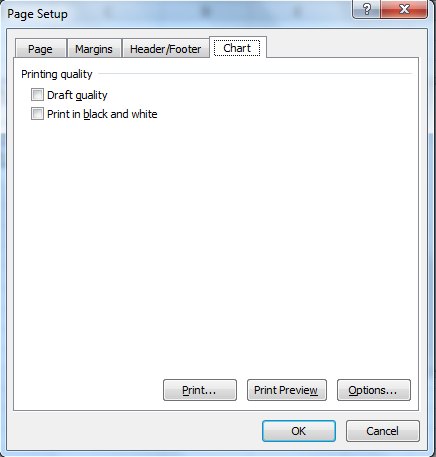 Page Setup
Page Margins Header/Footer Chart
Printing quality
Draft quality
Print in black and white
Print... Print Preview Options...
OK Cancel